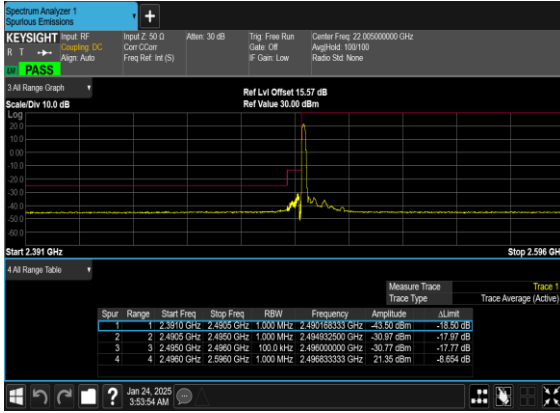 Spectrum Analyzer 1
Spurious Emissions
KEYSIGHT Input: RF Input Z: 50 Ω Atten: 30 dB Trig: Free Run Center Freq: 22.005000000 GHz
R T Coupling: DC Corr CCorr Gate: Off Avg|Hold: 100/100
Align: Auto Freq Ref: Int (S) IF Gain: Low Radio Std: None
PASS
3 All Range Graph
Ref Lvl Offset 15.57 dB
Scale/Div 10.0 dB Ref Value 30.00 dBm
Log
20.0
10.0
0.00
-10.0
-20.0
-30.0
-40.0
-50.0
-60.0
Start 2.391 GHz Stop 2.596 GH
4 All Range Table
Measure Trace Trace 1
Trace Type Trace Average (Active)
Spur Range Start Freq Stop Freq RBW Frequency Amplitude ΔLimit
1 1 2.3910 GHz 2.4905 GHz 1.000 MHz 2.490168333 GHz -43.50 dBm -18.50 dB
2 2 2.4905 GHz 2.4950 GHz 1.000 MHz 2.494932500 GHz -30.97 dBm -17.97 dB
3 3 2.4950 GHz 2.4960 GHz 100.0 kHz 2.496000000 GHz -30.77 dBm -17.77 dB
4 4 2.4960 GHz 2.5960 GHz 1.000 MHz 2.496833333 GHz 21.35 dBm -8.654 dB
Jan 24, 2025
3:53:54 AM